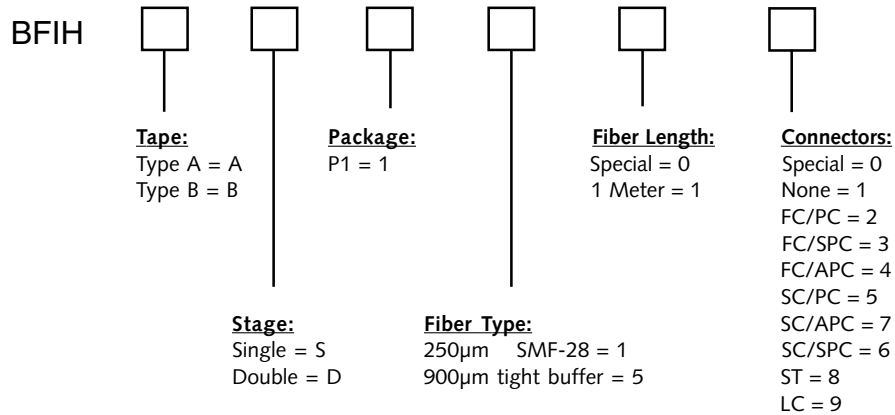 BFIH
Tape:
Type A = A
Type B = B
Package:
P1 = 1
Fiber Length:
Special = 0
1 Meter = 1
Connectors:
Special = 0
None = 1
FC/PC = 2
FC/SPC = 3
FC/APC = 4
SC/PC = 5
SC/APC = 7
SC/SPC = 6
ST = 8
LC = 9
Stage:
Single = S
Double = D
Fiber Type:
250µm SMF-28 = 1
900µm tight buffer = 5